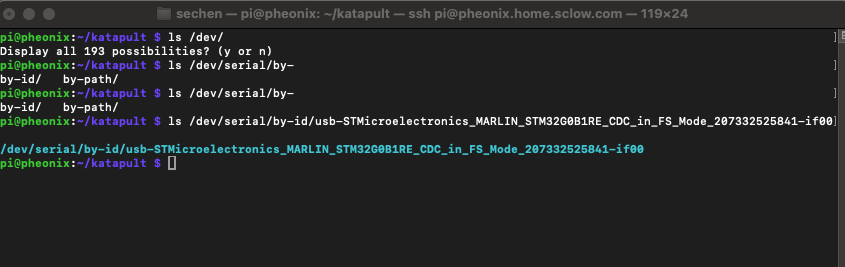 sechen — pi@pheonix: ~/katapult — ssh pi@pheonix.home.sclow.com — 119×24
pi@pheonix:~/katapult $ ls /dev/
Display all 193 possibilities? (y or n)
pi@pheonix:~/katapult $ ls /dev/serial/by-
by-id/   by-path/
pi@pheonix:~/katapult $ ls /dev/serial/by-
by-id/   by-path/
pi@pheonix:~/katapult $ ls /dev/serial/by-id/usb-STMicroelectronics_MARLIN_STM32G0B1RE_CDC_in_FS_Mode_207332525841-if00
/dev/serial/by-id/usb-STMicroelectronics_MARLIN_STM32G0B1RE_CDC_in_FS_Mode_207332525841-if00
pi@pheonix:~/katapult $